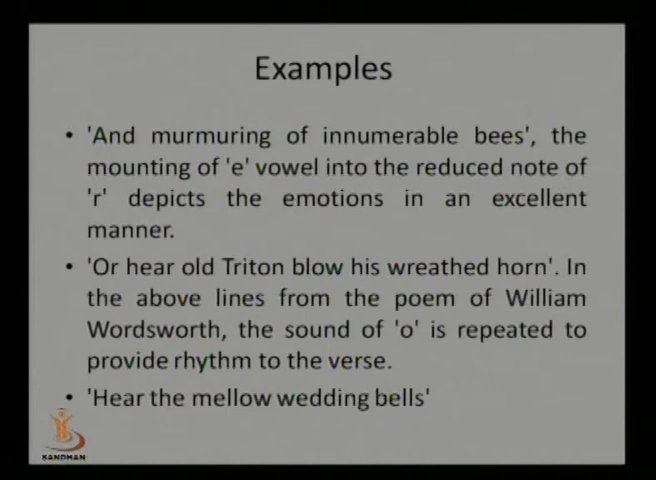 Examples
• 'And murmuring of innumerable bees', the
mounting of 'e' vowel into the reduced note of
'r' depicts the emotions in an excellent
manner.
• 'Or hear old Triton blow his wreathed horn'. In
the above lines from the poem of William
Wordsworth, the sound of 'o' is repeated to
provide rhythm to the verse.
• 'Hear the mellow wedding bells'
SANDHAN